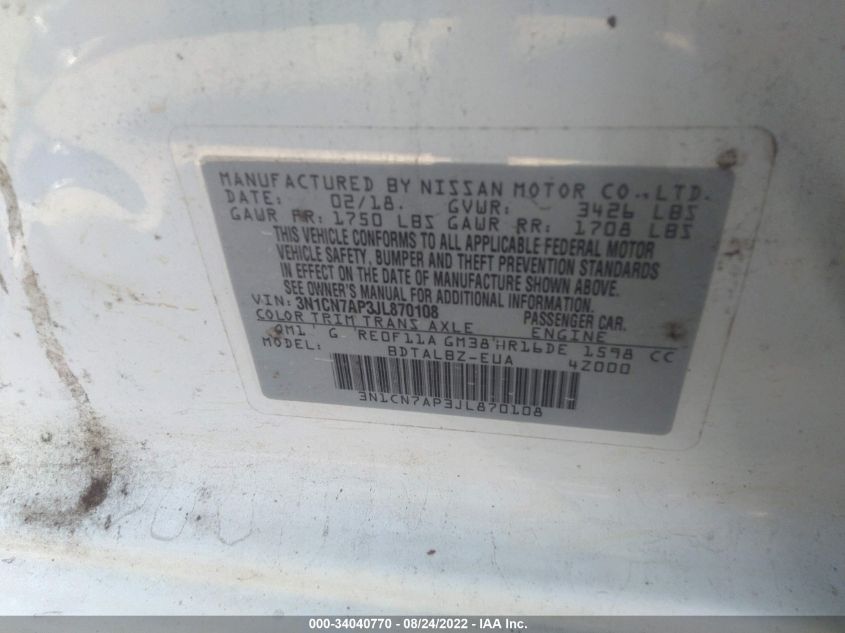 MANUFACTURED BY NISSAN MOTOR CO.,LTD.
DATE: 02/18. GVWR: 3426 LBS
GAWR FR: 1750 LBS GAWR RR: 1708 LBS
THIS VEHICLE CONFORMS TO ALL APPLICABLE FEDERAL MOTOR
VEHICLE SAFETY, BUMPER AND THEFT PREVENTION STANDARDS
IN EFFECT ON THE DATE OF MANUFACTURE SHOWN ABOVE.
SEE OWNER'S MANUAL FOR ADDITIONAL INFORMATION.
VIN: 3N1CN7AP3JL870108 PASSENGER CAR.
COLOR TRIM TRANS AXLE ENGINE
QM1 G RE0F11A GM38 HR16DE 1598 CC
MODEL: BDTALBZ-EUA 4Z000
3N1CN7AP3JL870108
000-34040770 - 08/24/2022 - IAAI.COM